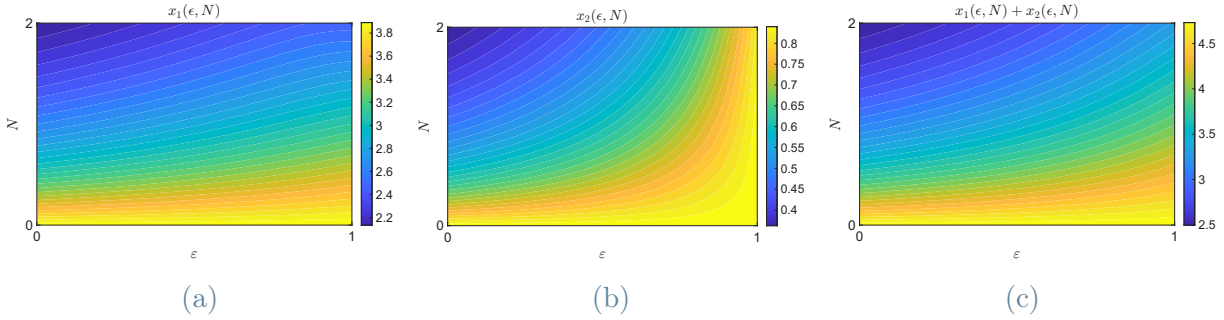 $x_1(\epsilon, N)$
2
N
0
0
1
ε
3.8
3.6
3.4
3.2
3
2.8
2.6
2.4
2.2
(a)
$x_2(\epsilon, N)$
2
N
0
0
1
ε
0.8
0.75
0.7
0.65
0.6
0.55
0.5
0.45
0.4
(b)
$x_1(\epsilon, N) + x_2(\epsilon, N)$
2
N
0
0
1
ε
4.5
4
3.5
3
2.5
(c)